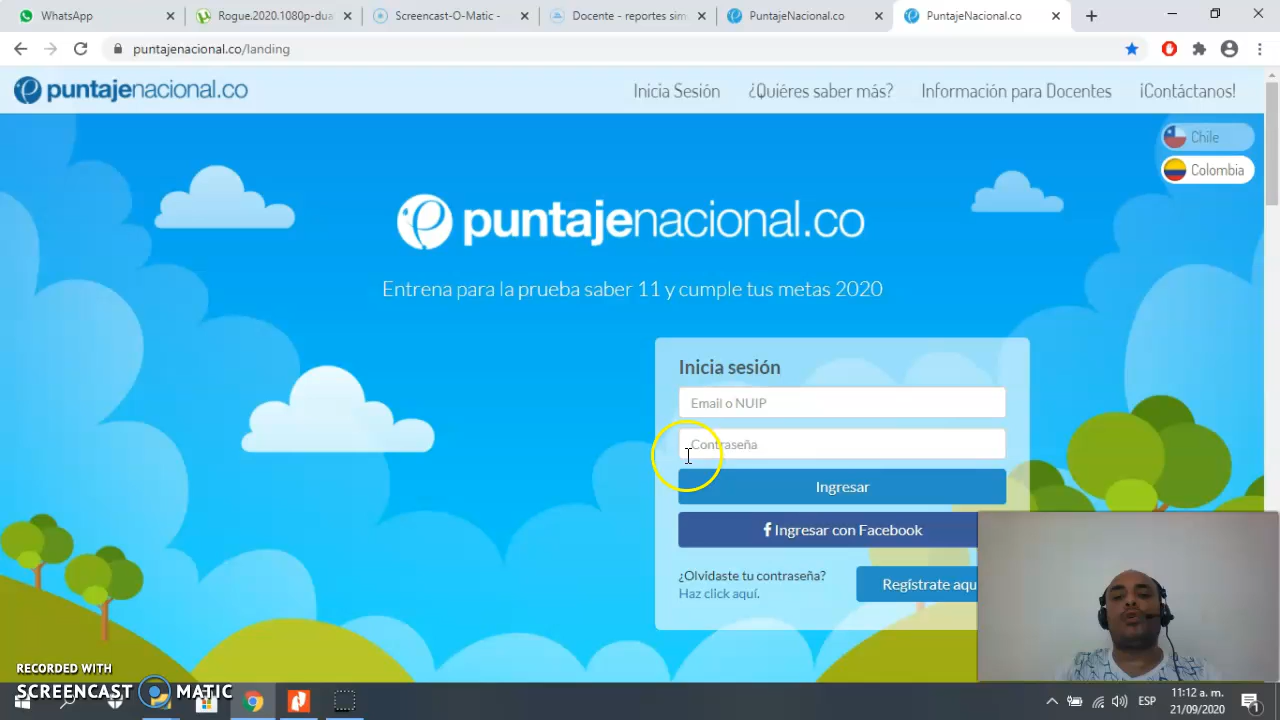 WhatsApp
Rogue.2020.1080p-dua
Screencast-O-Matic -
Docente - reportes sim
PuntajeNacional.co
PuntajeNacional.co
puntajenacional.co/landing
puntajenacional.co
Inicia Sesión
¿Quiéres saber más?
Información para Docentes
¡Contáctanos!
Chile
Colombia
puntajenacional.co
Entrena para la prueba saber 11 y cumple tus metas 2020
Inicia sesión
Email o NUIP
Contraseña
Ingresar
f Ingresar con Facebook
¿Olvidaste tu contraseña?
Haz click aquí.
Regístrate aqu
RECORDED WITH
SCREENCAST MATIC
ESP
11:12 a. m.
21/09/2020
1